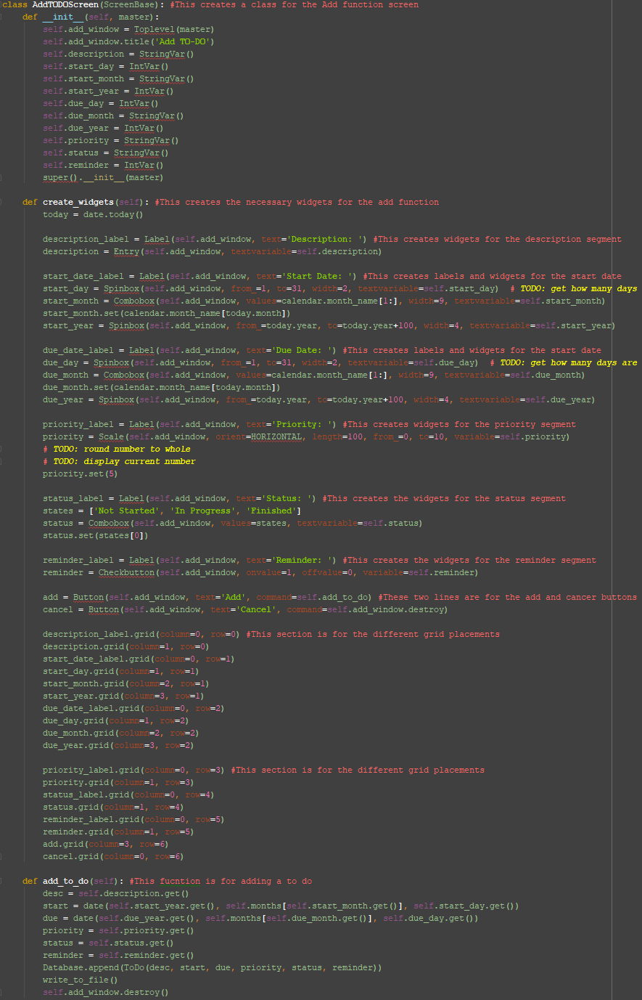 class AddTODOScreen(ScreenBase): #This creates a class for the Add function screen
    def __init__(self, master):
        self.add_window = Toplevel(master)
        self.add_window.title('Add TO-DO')
        self.description = StringVar()
        self.start_day = IntVar()
        self.start_month = StringVar()
        self.start_year = IntVar()
        self.due_day = IntVar()
        self.due_month = StringVar()
        self.due_year = IntVar()
        self.priority = StringVar()
        self.status = StringVar()
        self.reminder = IntVar()
        super().__init__(master)

    def create_widgets(self): #This creates the necessary widgets for the add function
        today = date.today()

        description_label = Label(self.add_window, text='Description: ') #This creates widgets for the description segment
        description = Entry(self.add_window, textvariable=self.description)

        start_date_label = Label(self.add_window, text='Start Date: ') #This creates labels and widgets for the start date
        start_day = Spinbox(self.add_window, from_=1, to=31, width=2, textvariable=self.start_day)  # TODO: get how many days
        start_month = Combobox(self.add_window, values=calendar.month_name[1:], width=9, textvariable=self.start_month)
        start_month.set(calendar.month_name[today.month])
        start_year = Spinbox(self.add_window, from_=today.year, to=today.year+100, width=4, textvariable=self.start_year)

        due_date_label = Label(self.add_window, text='Due Date: ') #This creates labels and widgets for the start date
        due_day = Spinbox(self.add_window, from_=1, to=31, width=2, textvariable=self.due_day)  # TODO: get how many days are
        due_month = Combobox(self.add_window, values=calendar.month_name[1:], width=9, textvariable=self.due_month)
        due_month.set(calendar.month_name[today.month])
        due_year = Spinbox(self.add_window, from_=today.year, to=today.year+100, width=4, textvariable=self.due_year)

        priority_label = Label(self.add_window, text='Priority: ') #This creates widgets for the priority segment
        priority = Scale(self.add_window, orient=HORIZONTAL, length=100, from_=0, to=10, variable=self.priority)
        # TODO: round number to whole
        # TODO: display current number
        priority.set(5)

        status_label = Label(self.add_window, text='Status: ') #This creates the widgets for the status segment
        states = ['Not Started', 'In Progress', 'Finished']
        status = Combobox(self.add_window, values=states, textvariable=self.status)
        status.set(states[0])

        reminder_label = Label(self.add_window, text='Reminder: ') #This creates the widgets for the reminder segment
        reminder = Checkbutton(self.add_window, onvalue=1, offvalue=0, variable=self.reminder)

        add = Button(self.add_window, text='Add', command=self.add_to_do) #These two lines are for the add and cancer buttons
        cancel = Button(self.add_window, text='Cancel', command=self.add_window.destroy)

        description_label.grid(column=0, row=0) #This section is for the different grid placements
        description.grid(column=1, row=0)
        start_date_label.grid(column=0, row=1)
        start_day.grid(column=1, row=1)
        start_month.grid(column=2, row=1)
        start_year.grid(column=3, row=1)
        due_date_label.grid(column=0, row=2)
        due_day.grid(column=1, row=2)
        due_month.grid(column=2, row=2)
        due_year.grid(column=3, row=2)

        priority_label.grid(column=0, row=3) #This section is for the different grid placements
        priority.grid(column=1, row=3)
        status_label.grid(column=0, row=4)
        status.grid(column=1, row=4)
        reminder_label.grid(column=0, row=5)
        reminder.grid(column=1, row=5)
        add.grid(column=3, row=6)
        cancel.grid(column=0, row=6)

    def add_to_do(self): #This fucntion is for adding a to do
        desc = self.description.get()
        start = date(self.start_year.get(), self.months[self.start_month.get()], self.start_day.get())
        due = date(self.due_year.get(), self.months[self.due_month.get()], self.due_day.get())
        priority = self.priority.get()
        status = self.status.get()
        reminder = self.reminder.get()
        Database.append(ToDo(desc, start, due, priority, status, reminder))
        write_to_file()
        self.add_window.destroy()